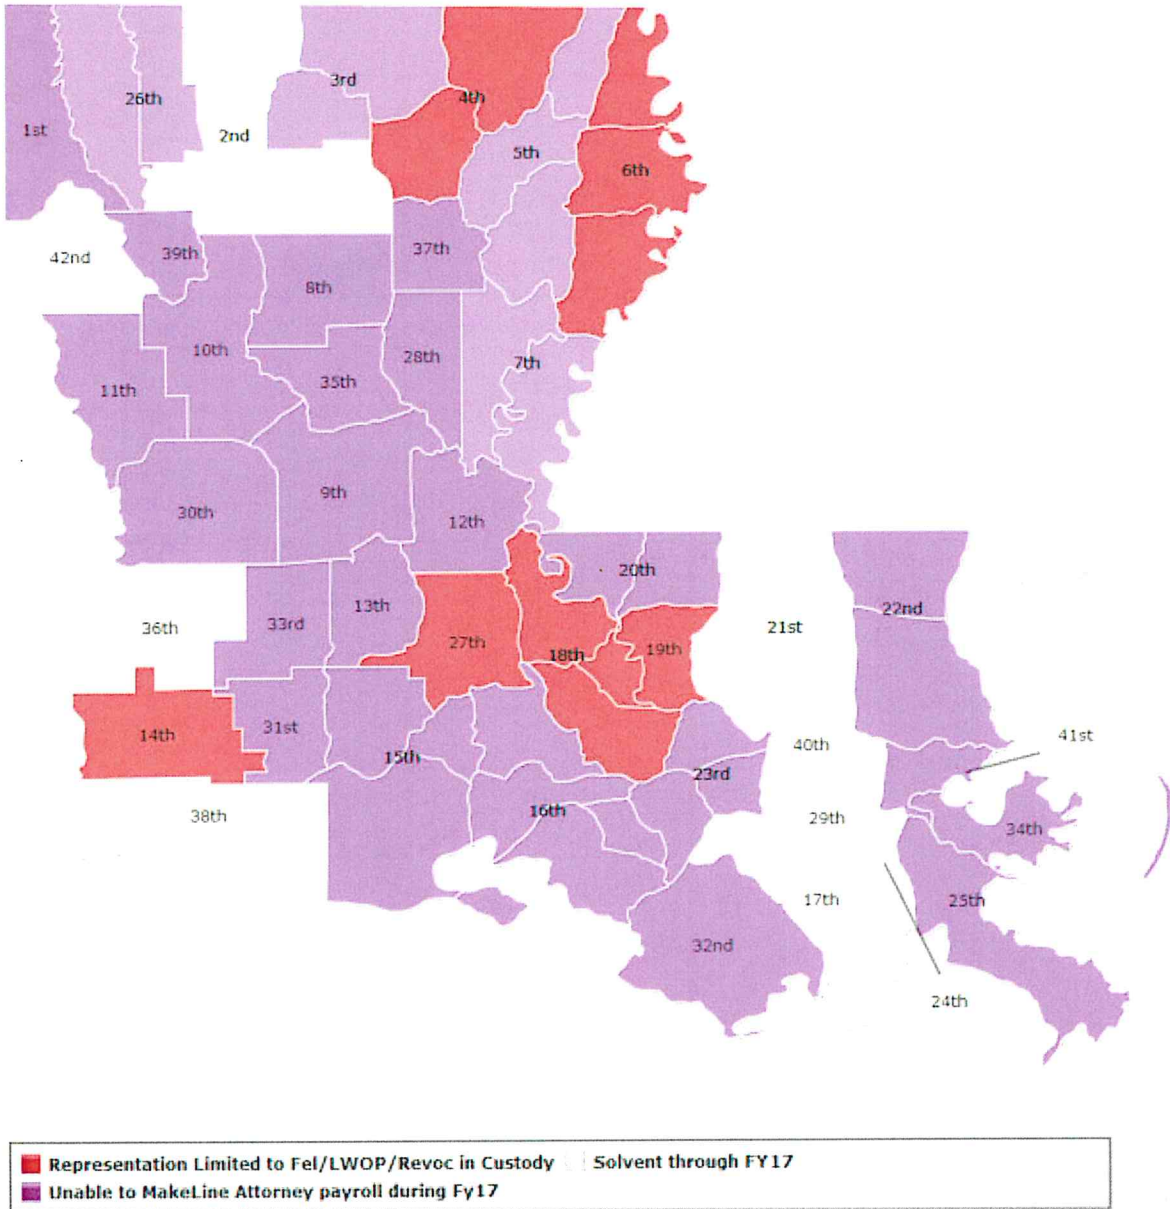 3rd
4th
26th
1st
2nd
5th
6th
37th
39th
42nd
8th
10th
28th
7th
35th
11th
9th
30th
12th
20th
13th
22nd
33rd
36th
21st
27th
18th
19th
31st
14th
41st
40th
15th
23rd
16th
38th
29th
34th
17th
25th
32nd
24th
Representation Limited to Fel/LWOP/Revoc in Custody Solvent through FY17
Unable to MakeLine Attorney payroll during Fy17